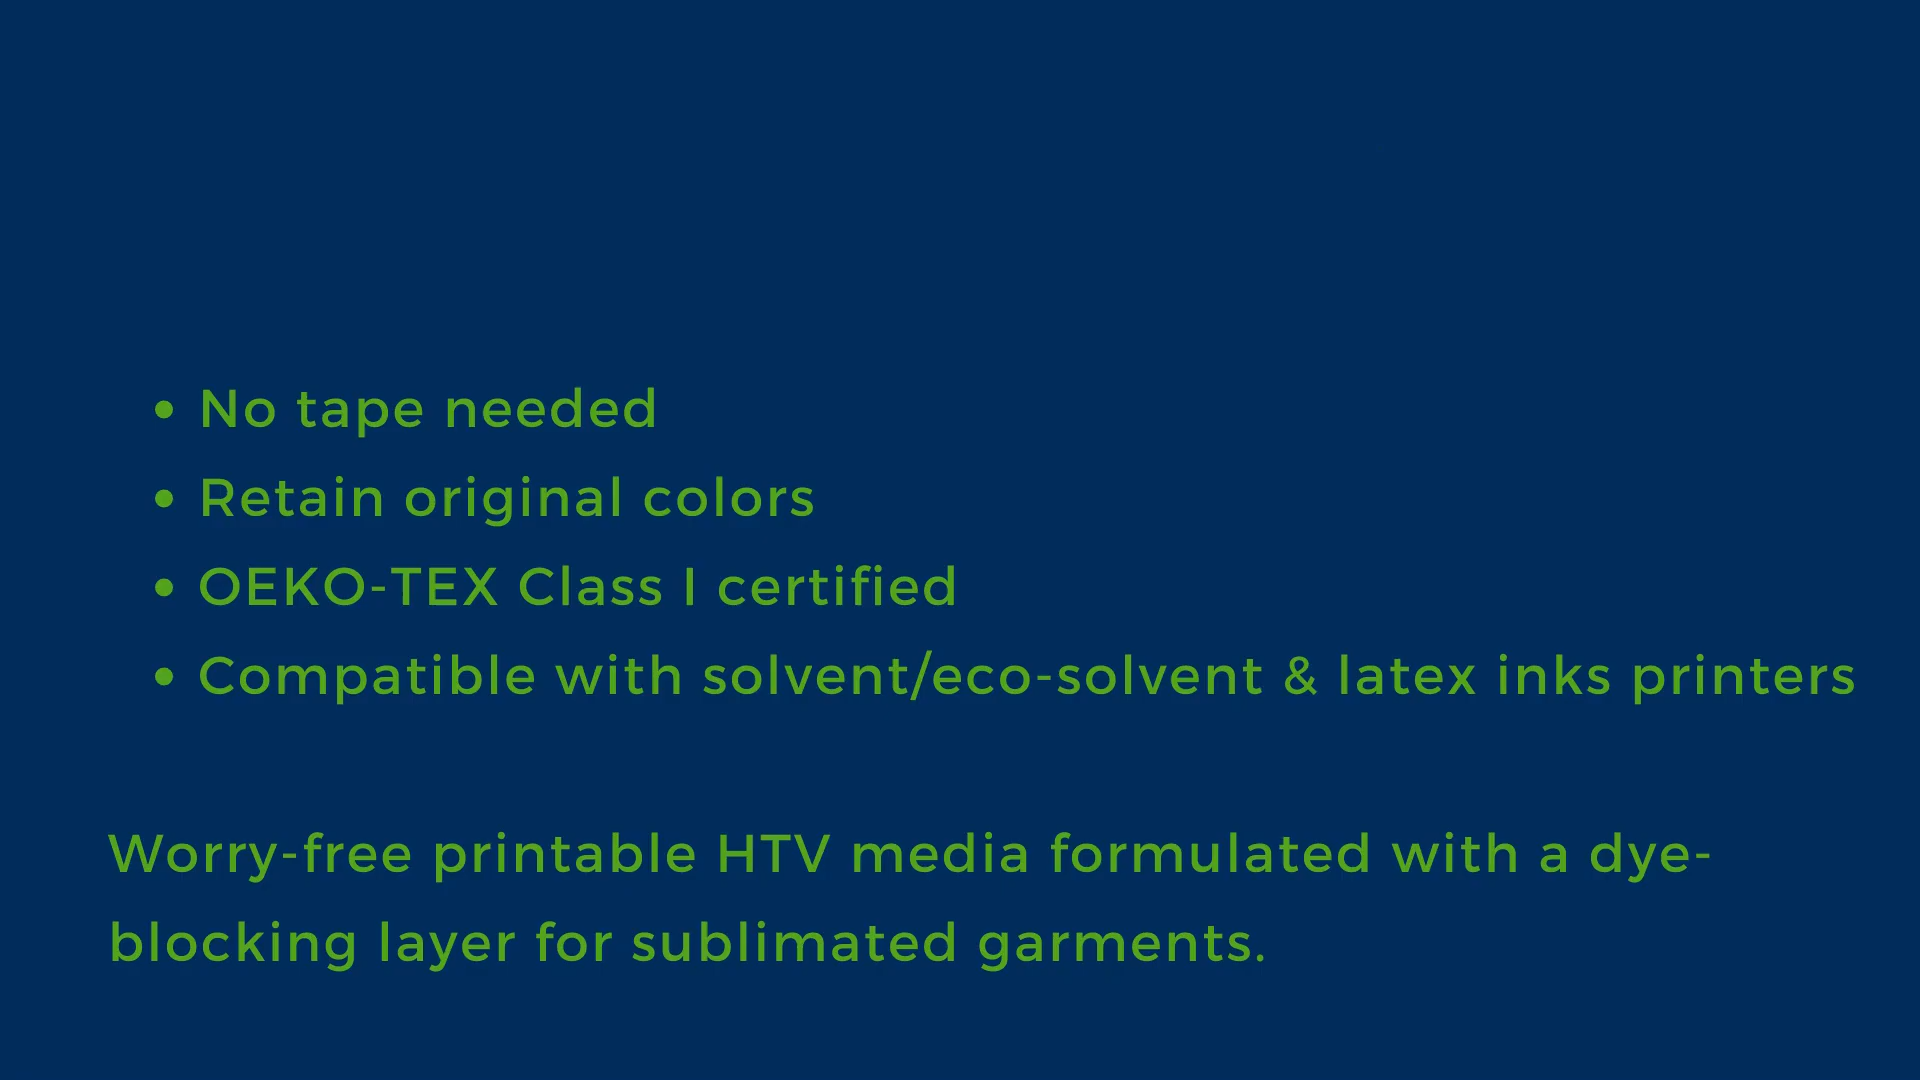 • No tape needed
• Retain original colors
• OEKO-TEX Class I certified
• Compatible with solvent/eco-solvent & latex inks printers
Worry-free printable HTV media formulated with a dye-
blocking layer for sublimated garments.